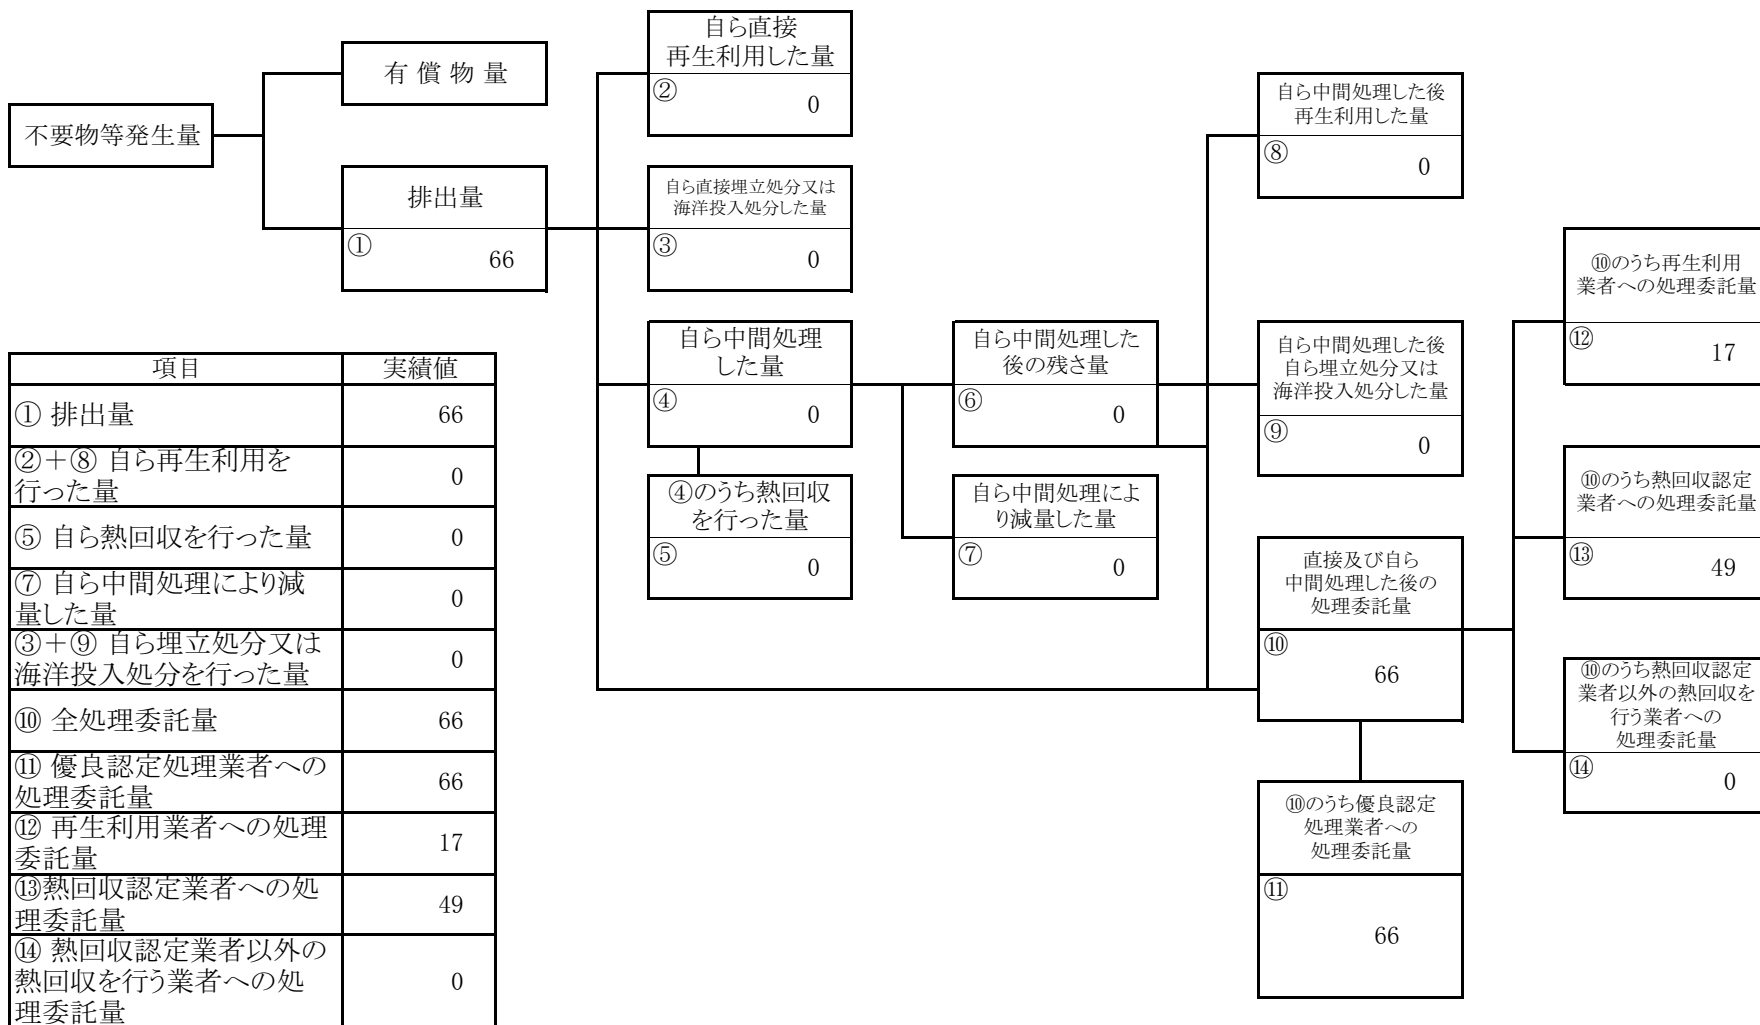 不要物等発生量
有 償 物 量
排出量
①
66
自ら直接
再生利用した量
②
0
自ら直接埋立処分又は
海洋投入処分した量
③
0
自ら中間処理
した量
④
0
④のうち熱回収
を行った量
⑤
0
自ら中間処理した
後の残さ量
⑥
0
自ら中間処理によ
り減量した量
⑦
0
自ら中間処理した後
再生利用した量
⑧
0
自ら中間処理した後
自ら埋立処分又は
海洋投入処分した量
⑨
0
直接及び自ら
中間処理した後の
処理委託量
⑩
66
⑩のうち優良認定
処理業者への
処理委託量
⑪
66
⑩のうち再生利用
業者への処理委託量
⑫
17
⑩のうち熱回収認定
業者への処理委託量
⑬
49
⑩のうち熱回収認定
業者以外の熱回収を
行う業者への
処理委託量
⑭
0
項目 実績値
① 排出量 66
②＋⑧ 自ら再生利用を
行った量 0
⑤ 自ら熱回収を行った量 0
⑦ 自ら中間処理により減
量した量 0
③＋⑨ 自ら埋立処分又は
海洋投入処分を行った量 0
⑩ 全処理委託量 66
⑪ 優良認定処理業者への
処理委託量 66
⑫ 再生利用業者への処理
委託量 17
⑬熱回収認定業者への処
理委託量 49
⑭ 熱回収認定業者以外の
熱回収を行う業者への処 0
理委託量